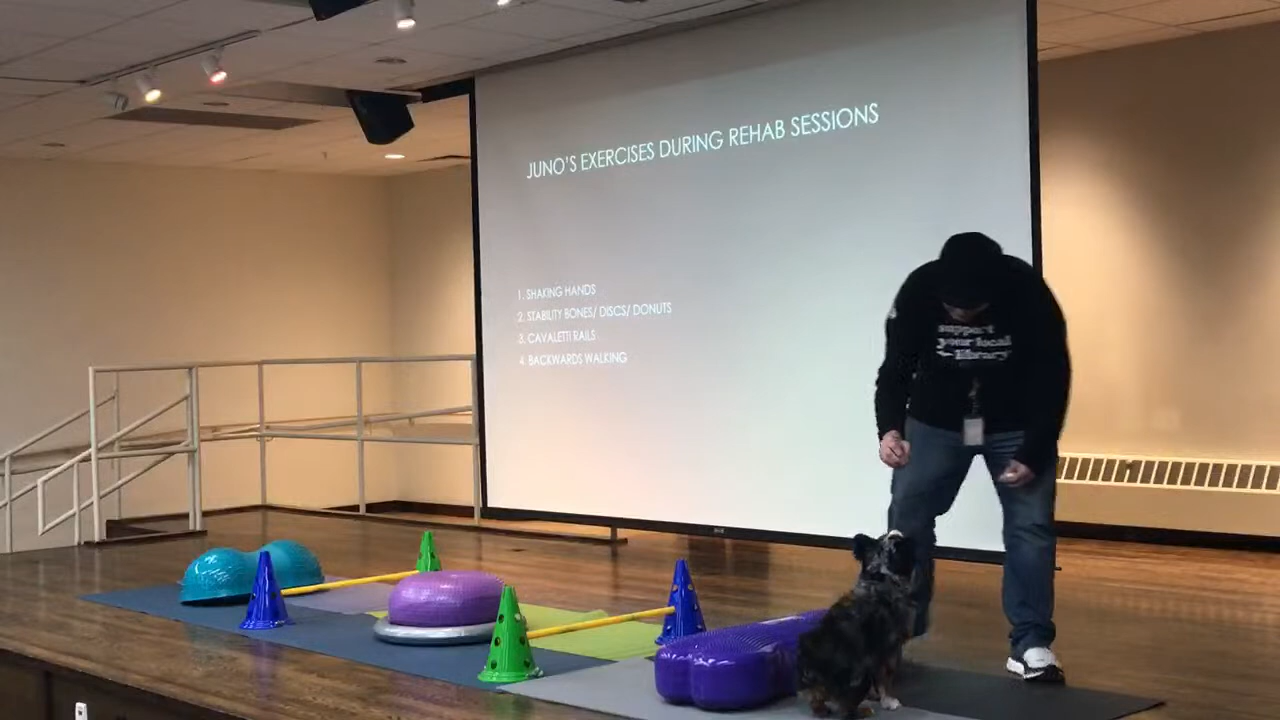 JUNO'S EXERCISES DURING REHAB SESSIONS
1. SHAKING HANDS
2. STABILITY BONES/ DISCS/ DONUTS
3. CAVALETTI RAILS
4. BACKWARDS WALKING
support
your local
library